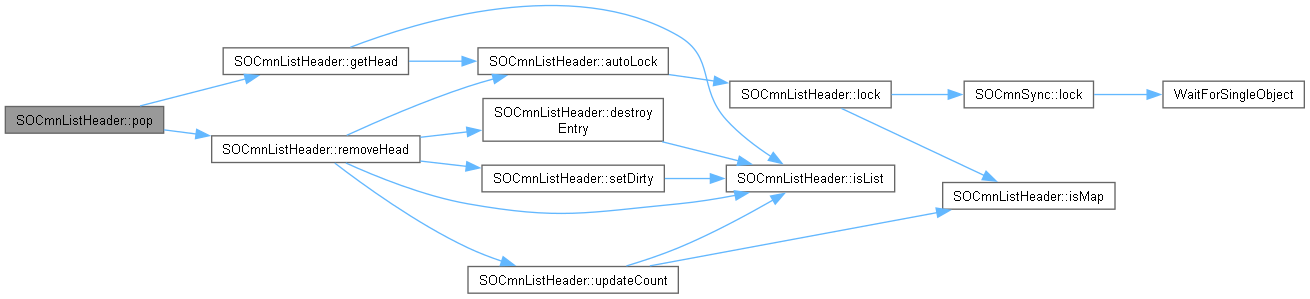 SOCmnListHeader::pop
SOCmnListHeader::getHead
SOCmnListHeader::removeHead
SOCmnListHeader::autoLock
SOCmnListHeader::destroy
Entry
SOCmnListHeader::setDirty
SOCmnListHeader::updateCount
SOCmnListHeader::lock
SOCmnListHeader::isList
SOCmnSync::lock
SOCmnListHeader::isMap
WaitForSingleObject